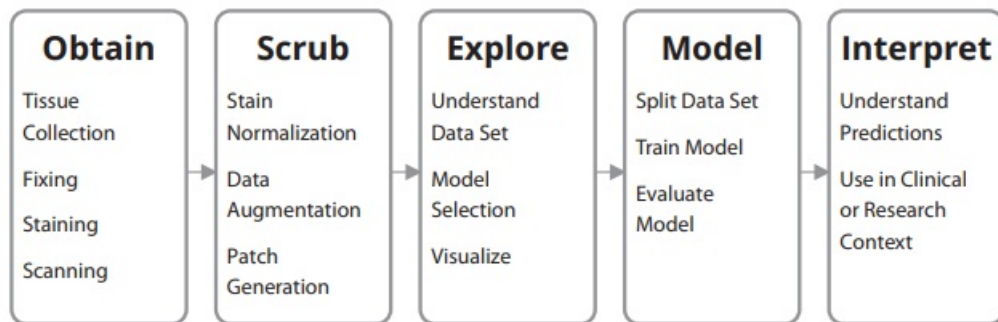 Obtain
Tissue
Collection
Fixing
Staining
Scanning
Scrub
Stain
Normalization
Data
Augmentation
Patch
Generation
Explore
Understand
Data Set
Model
Selection
Visualize
Model
Split Data Set
Train Model
Evaluate
Model
Interpret
Understand
Predictions
Use in Clinical
or Research
Context